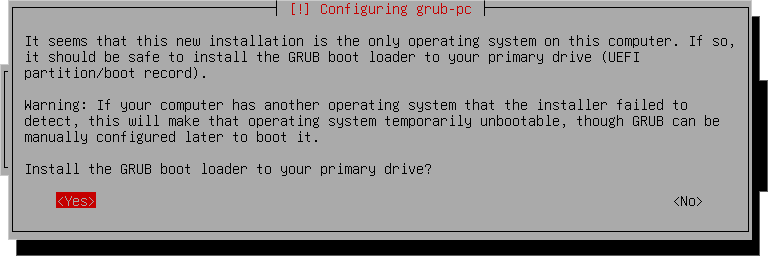 [!] Configuring grub-pc
It seems that this new installation is the only operating system on this computer. If so,
it should be safe to install the GRUB boot loader to your primary drive (UEFI
partition/boot record).
Warning: If your computer has another operating system that the installer failed to
detect, this will make that operating system temporarily unbootable, though GRUB can be
manually configured later to boot it.
Install the GRUB boot loader to your primary drive?
<Yes> <No>